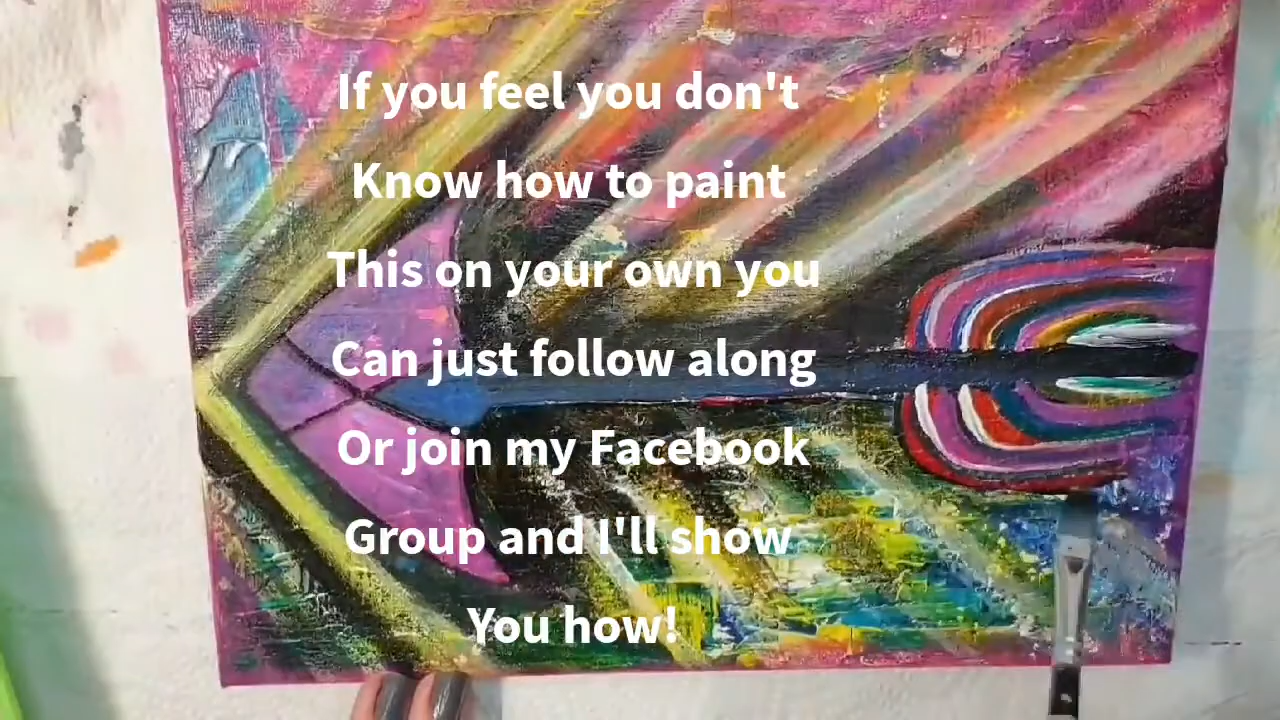 If you feel you don't
Know how to paint
This on your own you
Can just follow along
Or join my Facebook
Group and I'll show
You how!